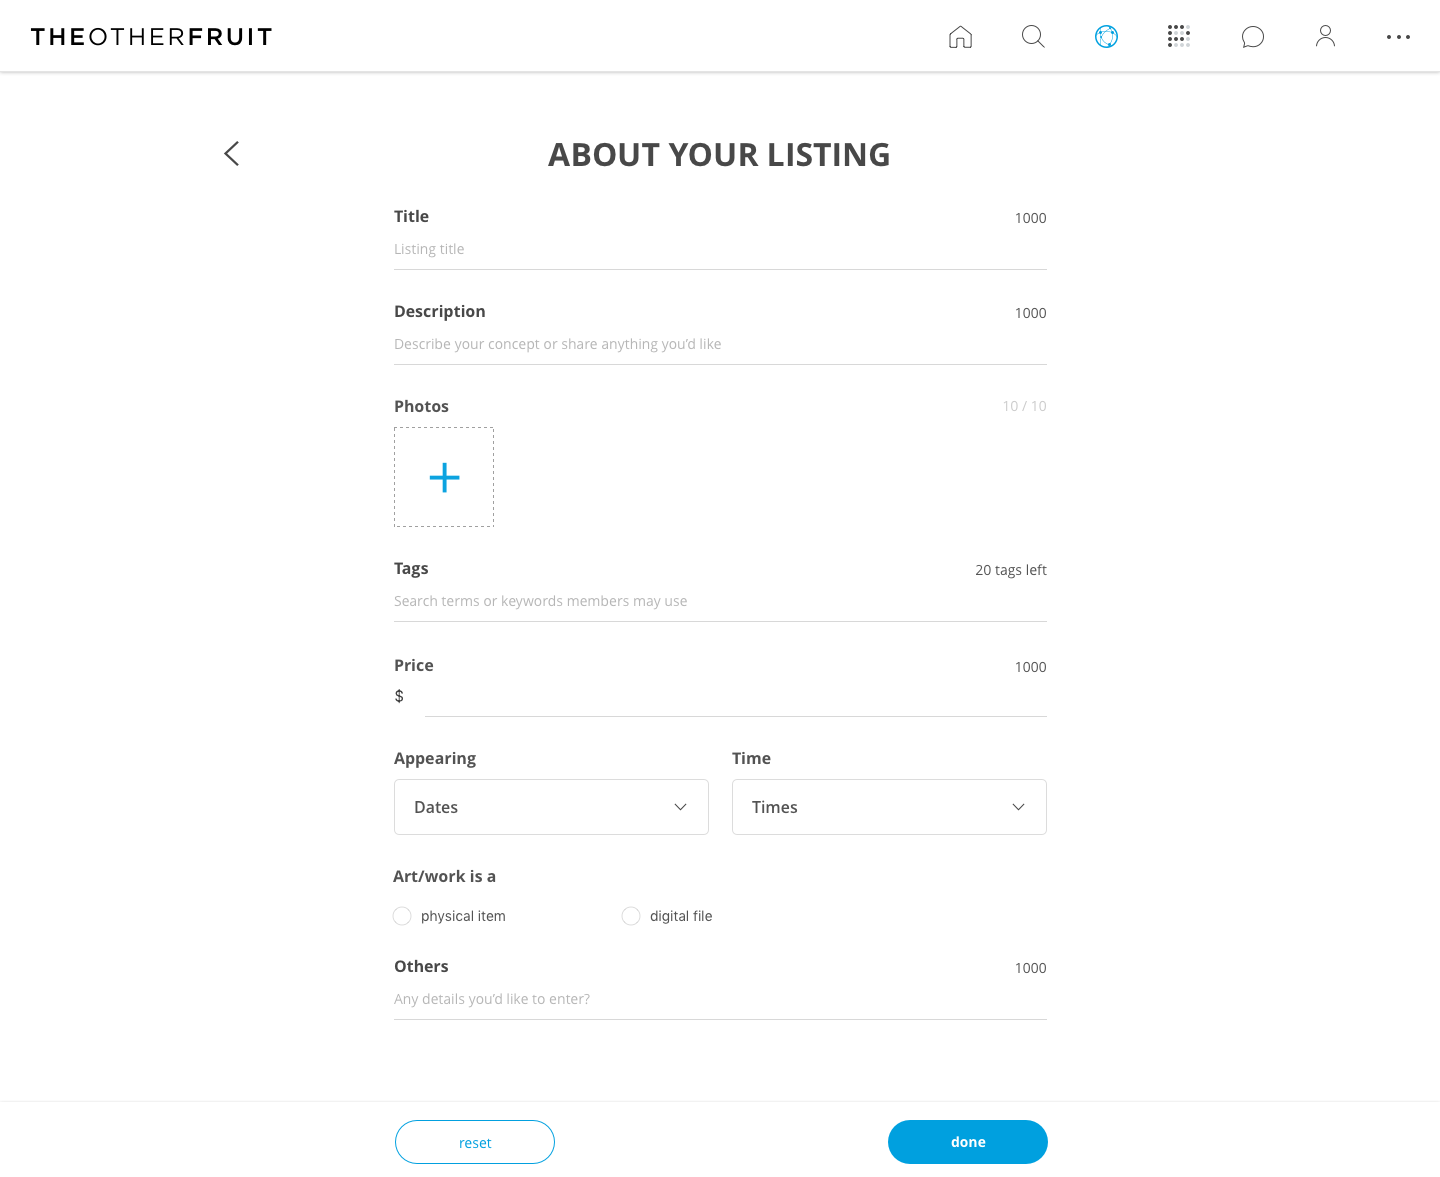 THEOTHERFRUIT
ABOUT YOUR LISTING
Title 1000
Listing title
Description 1000
Describe your concept or share anything you'd like
Photos 10 / 10
Tags 20 tags left
Search terms or keywords members may use
Price 1000
$
Appearing Time
Dates Times
Art/work is a
physical item digital file
Others 1000
Any details you'd like to enter?
reset done